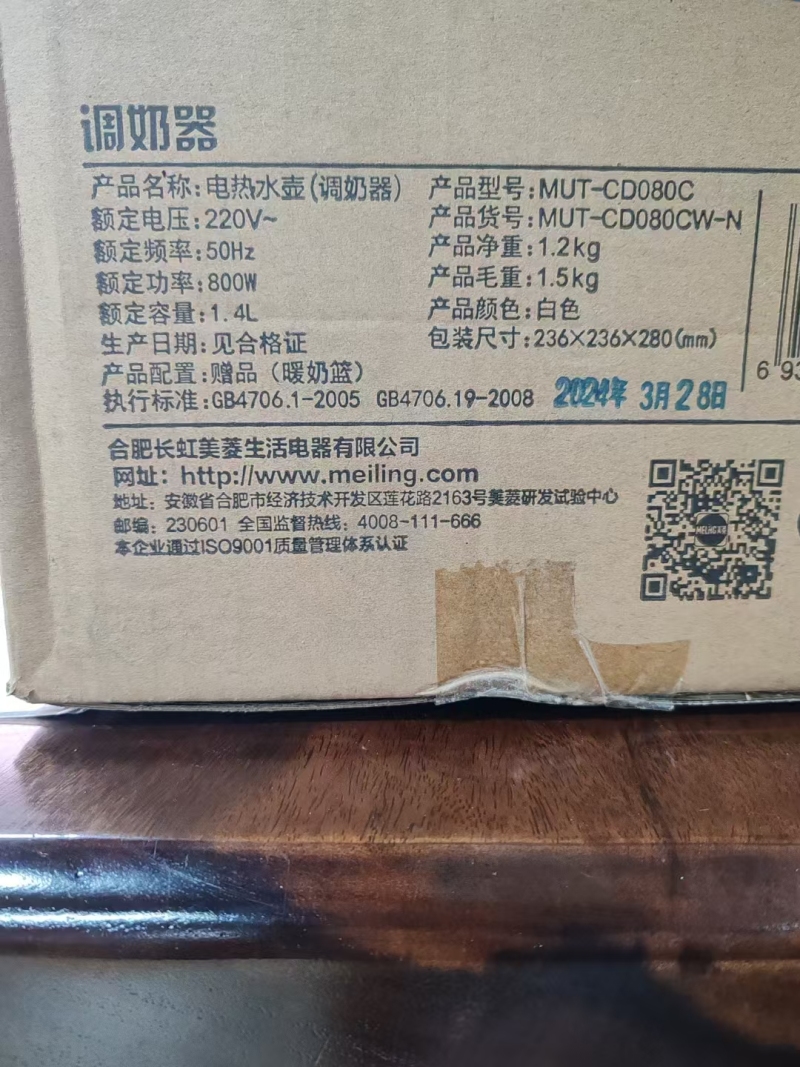 调奶器
产品名称:电热水壶(调奶器)
额定电压:220V~
额定频率:50Hz
额定功率:800W
额定容量:1.4L
生产日期:见合格证
产品配置:赠品（暖奶篮）
执行标准:GB4706.1-2005 GB4706.19-2008
产品型号:MUT-CD080C
产品货号:MUT-CD080CW-N
产品净重:1.2kg
产品毛重:1.5kg
产品颜色:白色
包装尺寸:236×236×280(mm)
2024年 3月28日
6 93
合肥长虹美菱生活电器有限公司
网址: http://www.meiling.com
地址: 安徽省合肥市经济技术开发区莲花路2163号美菱研发试验中心
邮编: 230601 全国监督热线: 4008-111-666
本企业通过ISO9001质量管理体系认证